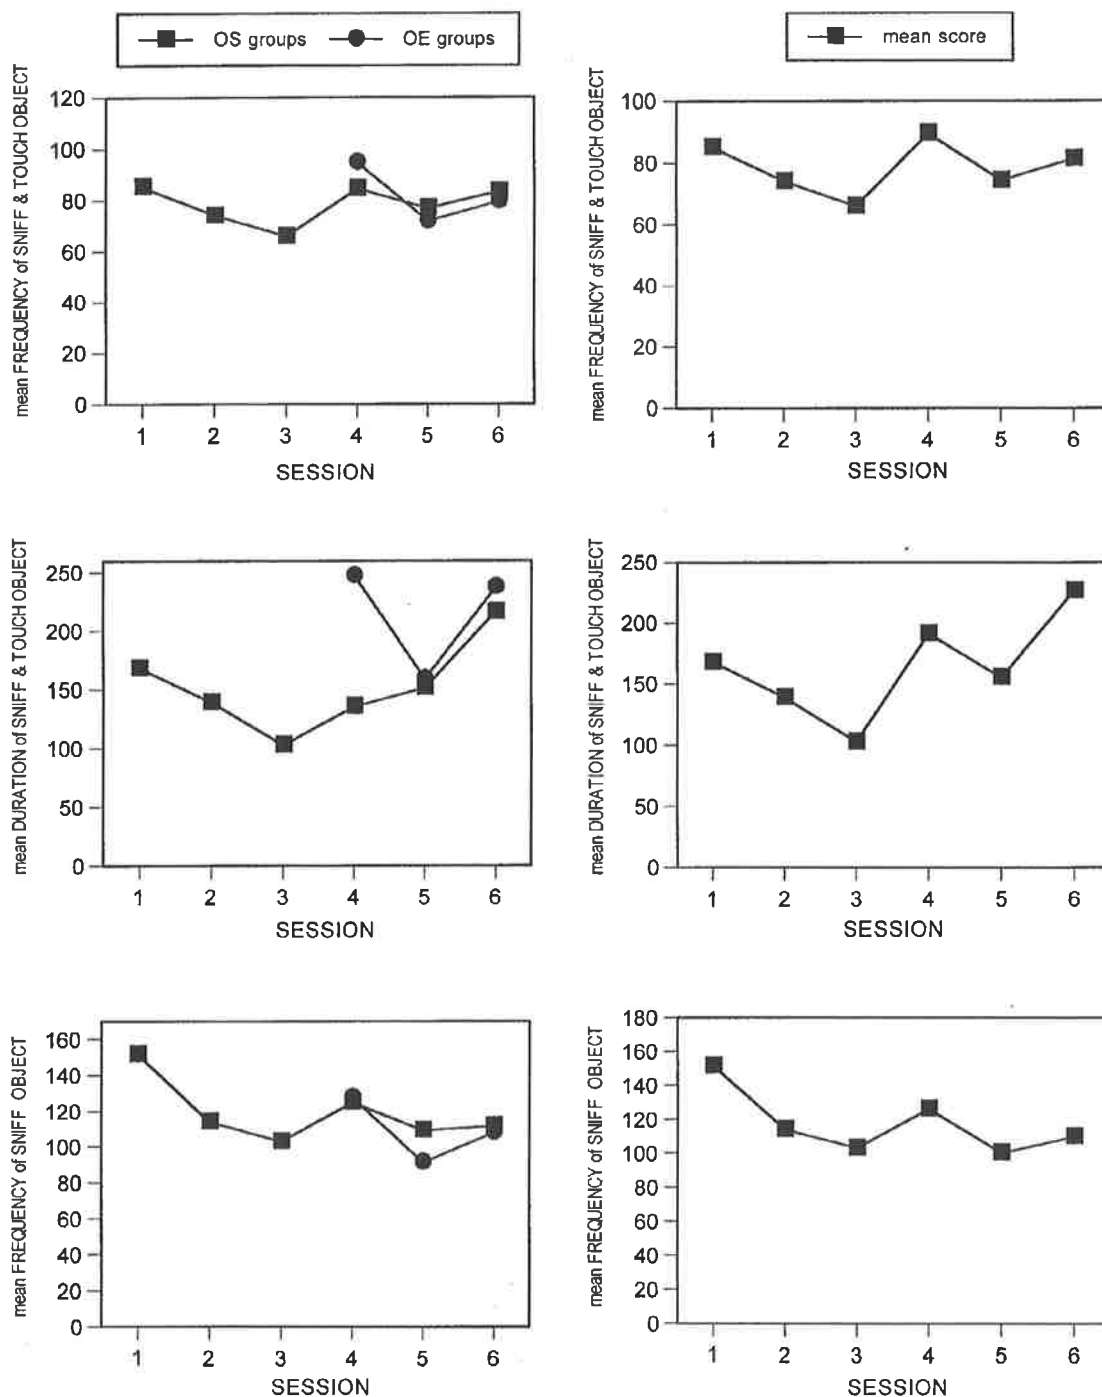 OS groups OE groups
mean score
mean FREQUENCY of SNIFF & TOUCH OBJECT
120
100
80
60
40
20
0
1 2 3 4 5 6
SESSION
mean FREQUENCY of SNIFF & TOUCH OBJECT
100
80
60
40
20
0
1 2 3 4 5 6
SESSION
mean DURATION of SNIFF & TOUCH OBJECT
250
200
150
100
50
0
1 2 3 4 5 6
SESSION
mean DURATION of SNIFF & TOUCH OBJECT
250
200
150
100
50
0
1 2 3 4 5 6
SESSION
mean FREQUENCY of SNIFF OBJECT
160
140
120
100
80
60
40
20
0
1 2 3 4 5 6
SESSION
mean FREQUENCY of SNIFF OBJECT
180
160
140
120
100
80
60
40
20
0
1 2 3 4 5 6
SESSION